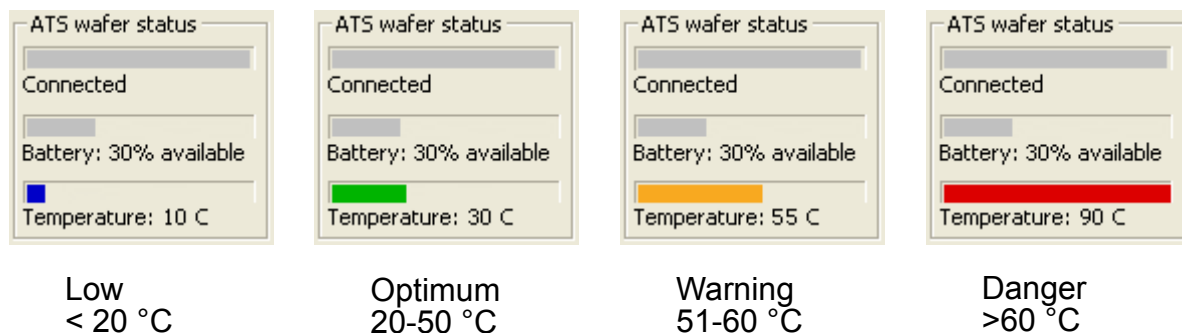 ATS wafer status
Connected
Battery: 30% available
Temperature: 10 C
Low
< 20 °C
ATS wafer status
Connected
Battery: 30% available
Temperature: 30 C
Optimum
20-50 °C
ATS wafer status
Connected
Battery: 30% available
Temperature: 55 C
Warning
51-60 °C
ATS wafer status
Connected
Battery: 30% available
Temperature: 90 C
Danger
>60 °C